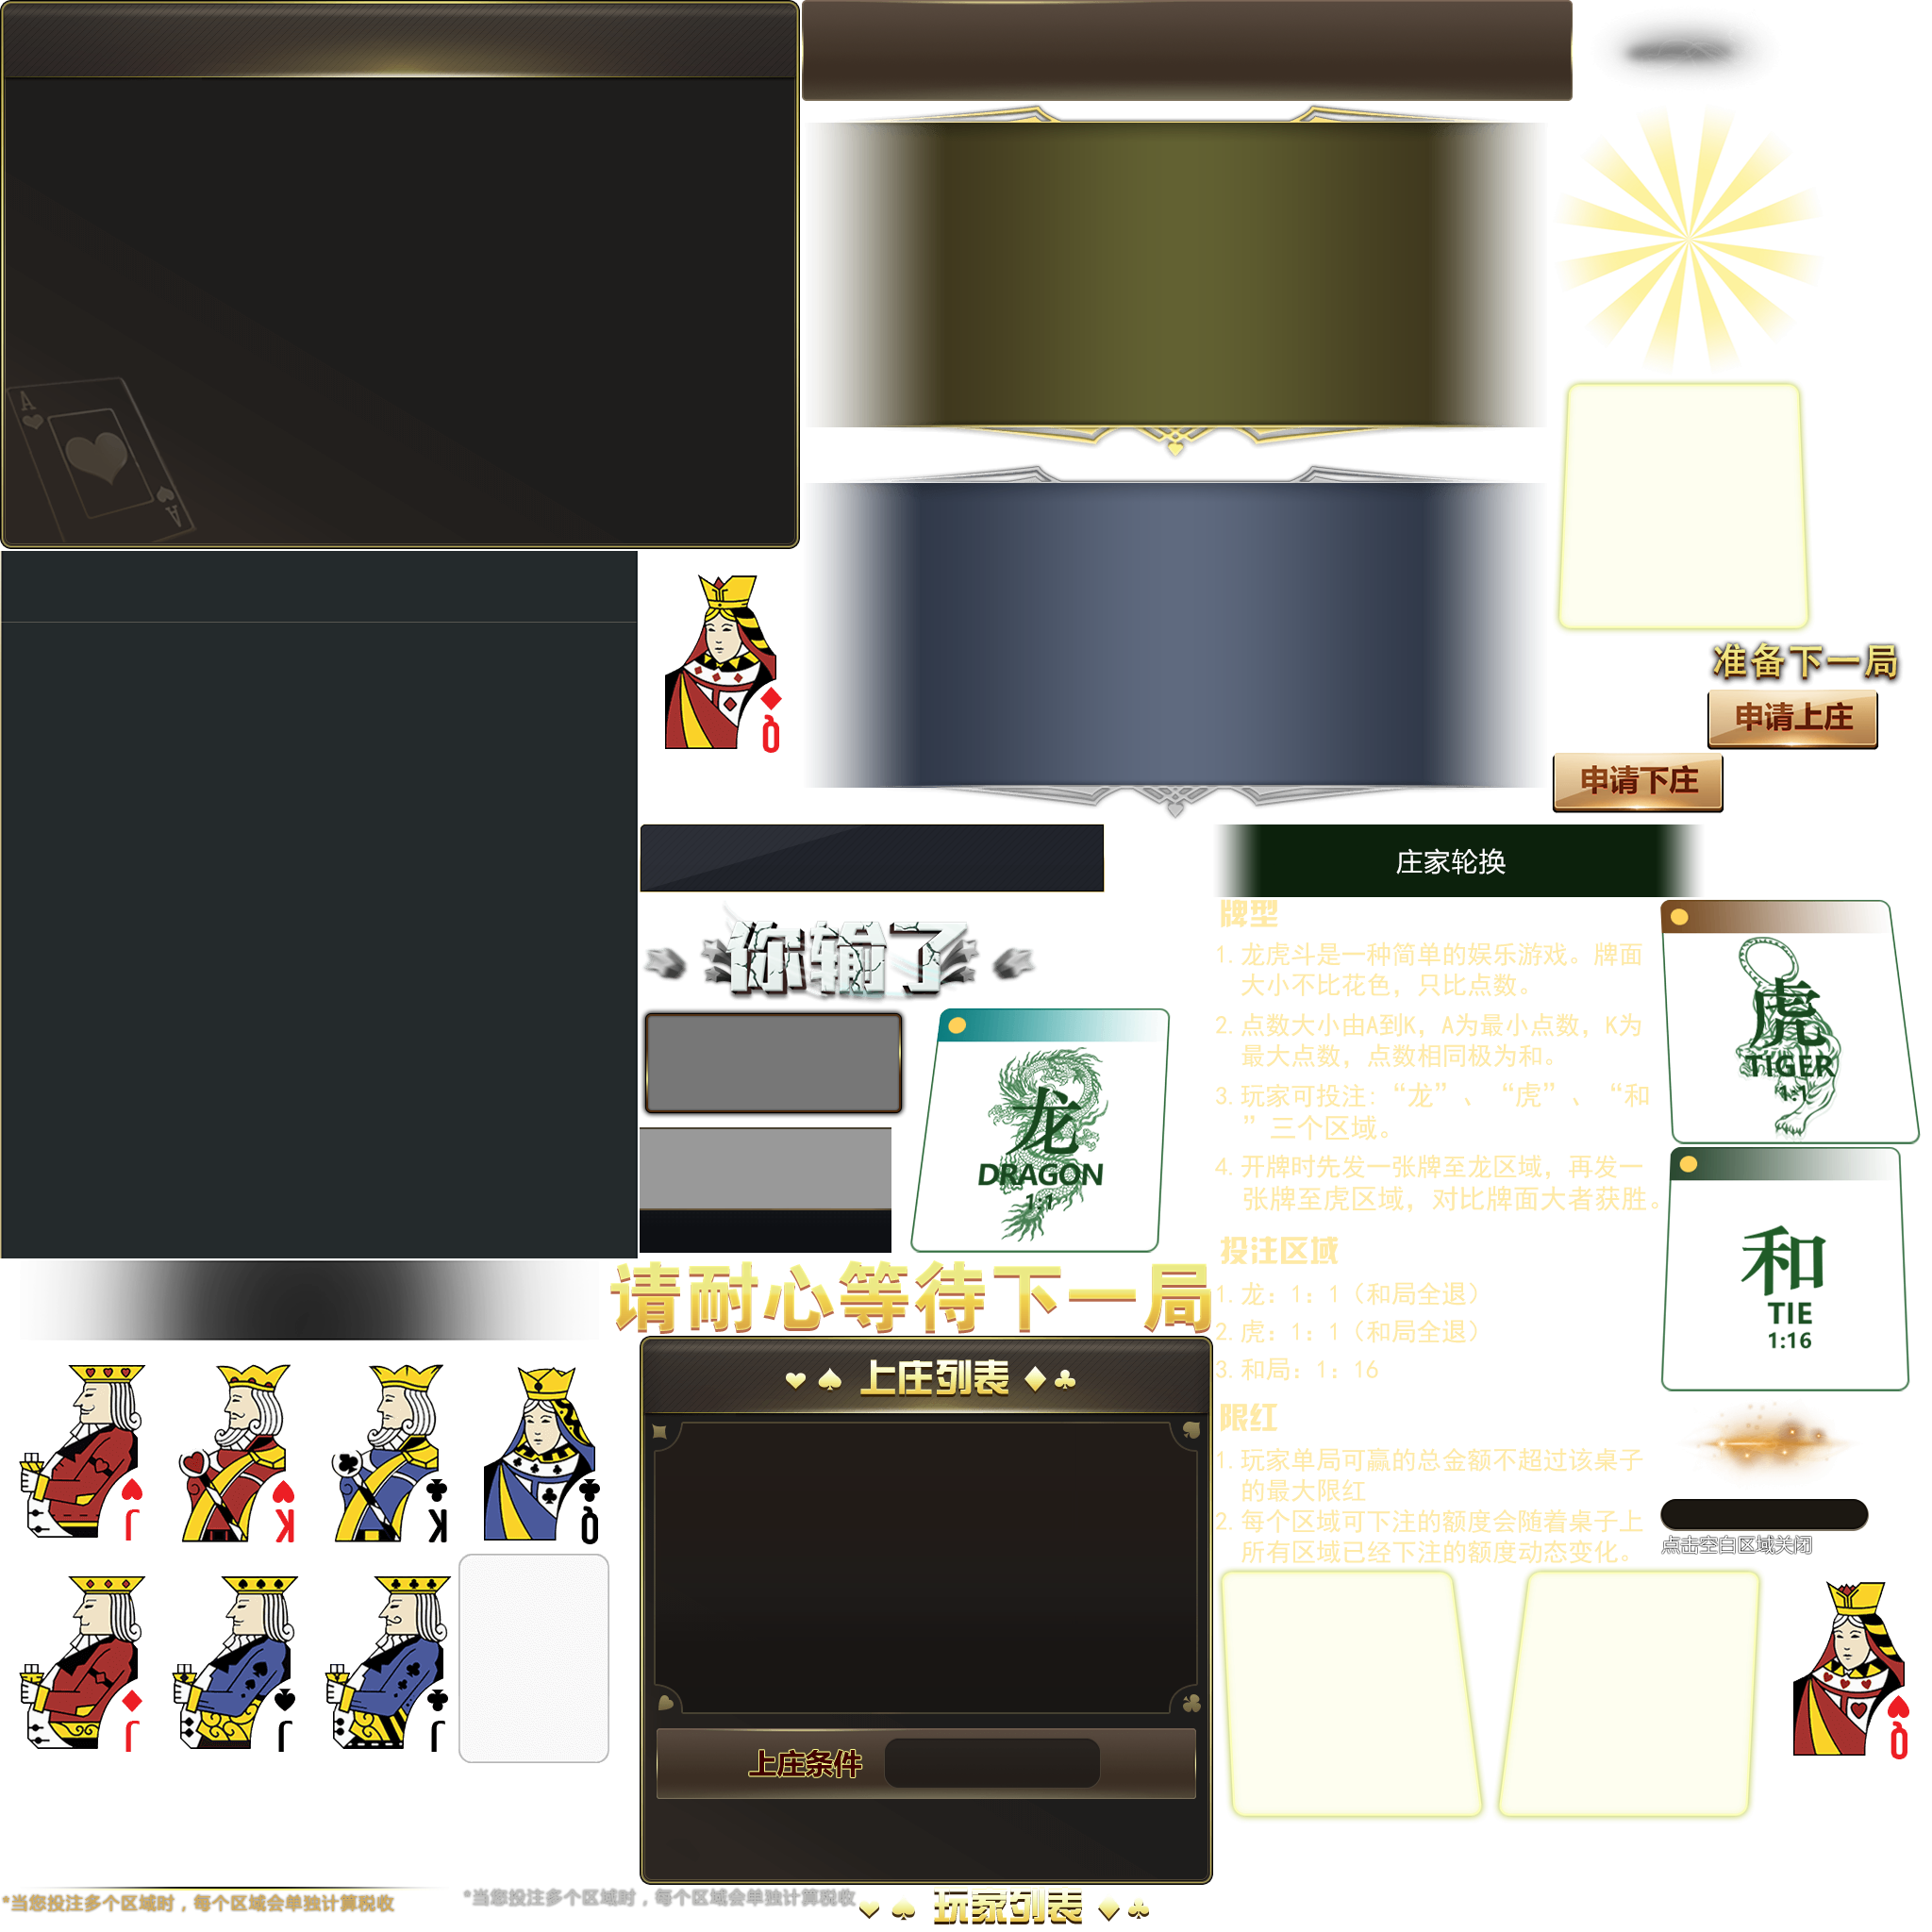 A
A
准备下一局
申请上庄
申请下庄
Q
庄家轮换
你输了
牌型
1. 龙虎斗是一种简单的娱乐游戏。牌面
大小不比花色，只比点数。
2. 点数大小由A到K，A为最小点数，K为
最大点数，点数相同极为和。
3. 玩家可投注：“龙”、“虎”、“和
”三个区域。
4. 开牌时先发一张牌至龙区域，再发一
张牌至虎区域，对比牌面大者获胜。
投注区域
1. 龙：1：1（和局全退）
2. 虎：1：1（和局全退）
3. 和局：1：16
限红
1. 玩家单局可赢的总金额不超过该桌子
的最大限红
2. 每个区域可下注的额度会随着桌子上
所有区域已经下注的额度动态变化。
虎
TIGER
1:1
龙
DRAGON
1:1
和
TIE
1:16
请耐心等待下一局
上庄列表
上庄条件
点击空白区域关闭
J
K
K
Q
J
J
J
Q
*当您投注多个区域时，每个区域会单独计算税收
*当您投注多个区域时，每个区域会单独计算税收
玩家列表